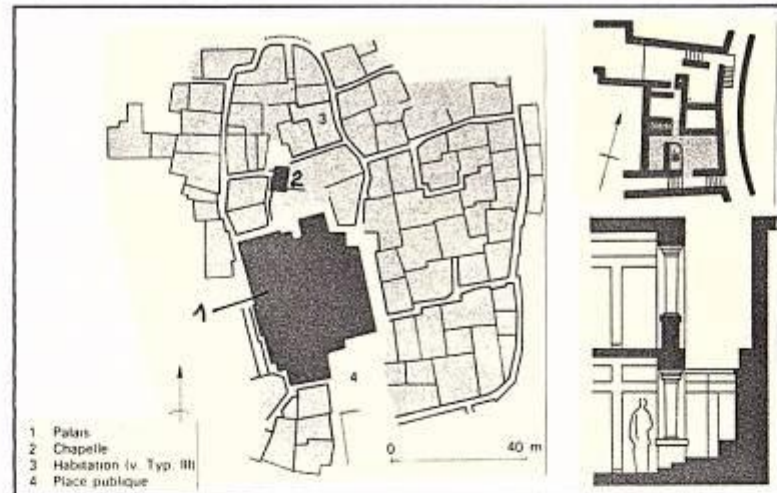 3
2
1
4
1 Palais
2 Chapelle
3 Habitation (v. Typ. III)
4 Place publique
0 40 m